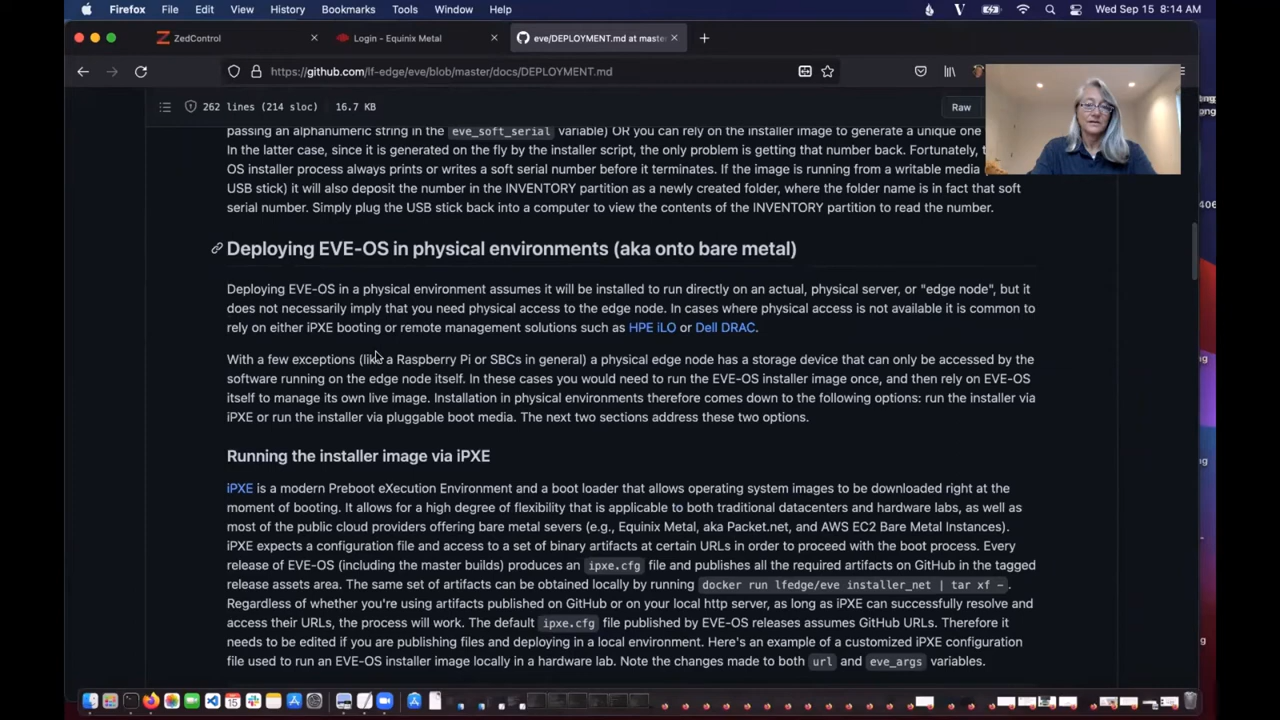 Firefox File Edit View History Bookmarks Tools Window Help V Wed Sep 15 8:14 AM
ZedControl Login - Equinix Metal eve/DEPLOYMENT.md at maste
https://github.com/lf-edge/eve/blob/master/docs/DEPLOYMENT.md
262 lines (214 sloc) 16.7 KB Raw
passing an alphanumeric string in the eve_soft_serial variable) OR you can rely on the installer image to generate a unique one
In the latter case, since it is generated on the fly by the installer script, the only problem is getting that number back. Fortunately,
OS installer process always prints or writes a soft serial number before it terminates. If the image is running from a writable media
USB stick) it will also deposit the number in the INVENTORY partition as a newly created folder, where the folder name is in fact that soft
serial number. Simply plug the USB stick back into a computer to view the contents of the INVENTORY partition to read the number.
Deploying EVE-OS in physical environments (aka onto bare metal)
Deploying EVE-OS in a physical environment assumes it will be installed to run directly on an actual, physical server, or "edge node", but it
does not necessarily imply that you need physical access to the edge node. In cases where physical access is not available it is common to
rely on either iPXE booting or remote management solutions such as HPE iLO or Dell DRAC.
With a few exceptions (like a Raspberry Pi or SBCs in general) a physical edge node has a storage device that can only be accessed by the
software running on the edge node itself. In these cases you would need to run the EVE-OS installer image once, and then rely on EVE-OS
itself to manage its own live image. Installation in physical environments therefore comes down to the following options: run the installer via
iPXE or run the installer via pluggable boot media. The next two sections address these two options.
Running the installer image via iPXE
iPXE is a modern Preboot eXecution Environment and a boot loader that allows operating system images to be downloaded right at the
moment of booting. It allows for a high degree of flexibility that is applicable to both traditional datacenters and hardware labs, as well as
most of the public cloud providers offering bare metal severs (e.g., Equinix Metal, aka Packet.net, and AWS EC2 Bare Metal Instances).
iPXE expects a configuration file and access to a set of binary artifacts at certain URLs in order to proceed with the boot process. Every
release of EVE-OS (including the master builds) produces an ipxe.cfg file and publishes all the required artifacts on GitHub in the tagged
release assets area. The same set of artifacts can be obtained locally by running docker run lfedge/eve installer_net | tar xf - .
Regardless of whether you're using artifacts published on GitHub or on your local http server, as long as iPXE can successfully resolve and
access their URLs, the process will work. The default ipxe.cfg file published by EVE-OS releases assumes GitHub URLs. Therefore it
needs to be edited if you are publishing files and deploying in a local environment. Here's an example of a customized iPXE configuration
file used to run an EVE-OS installer image locally in a hardware lab. Note the changes made to both url and eve_args variables.